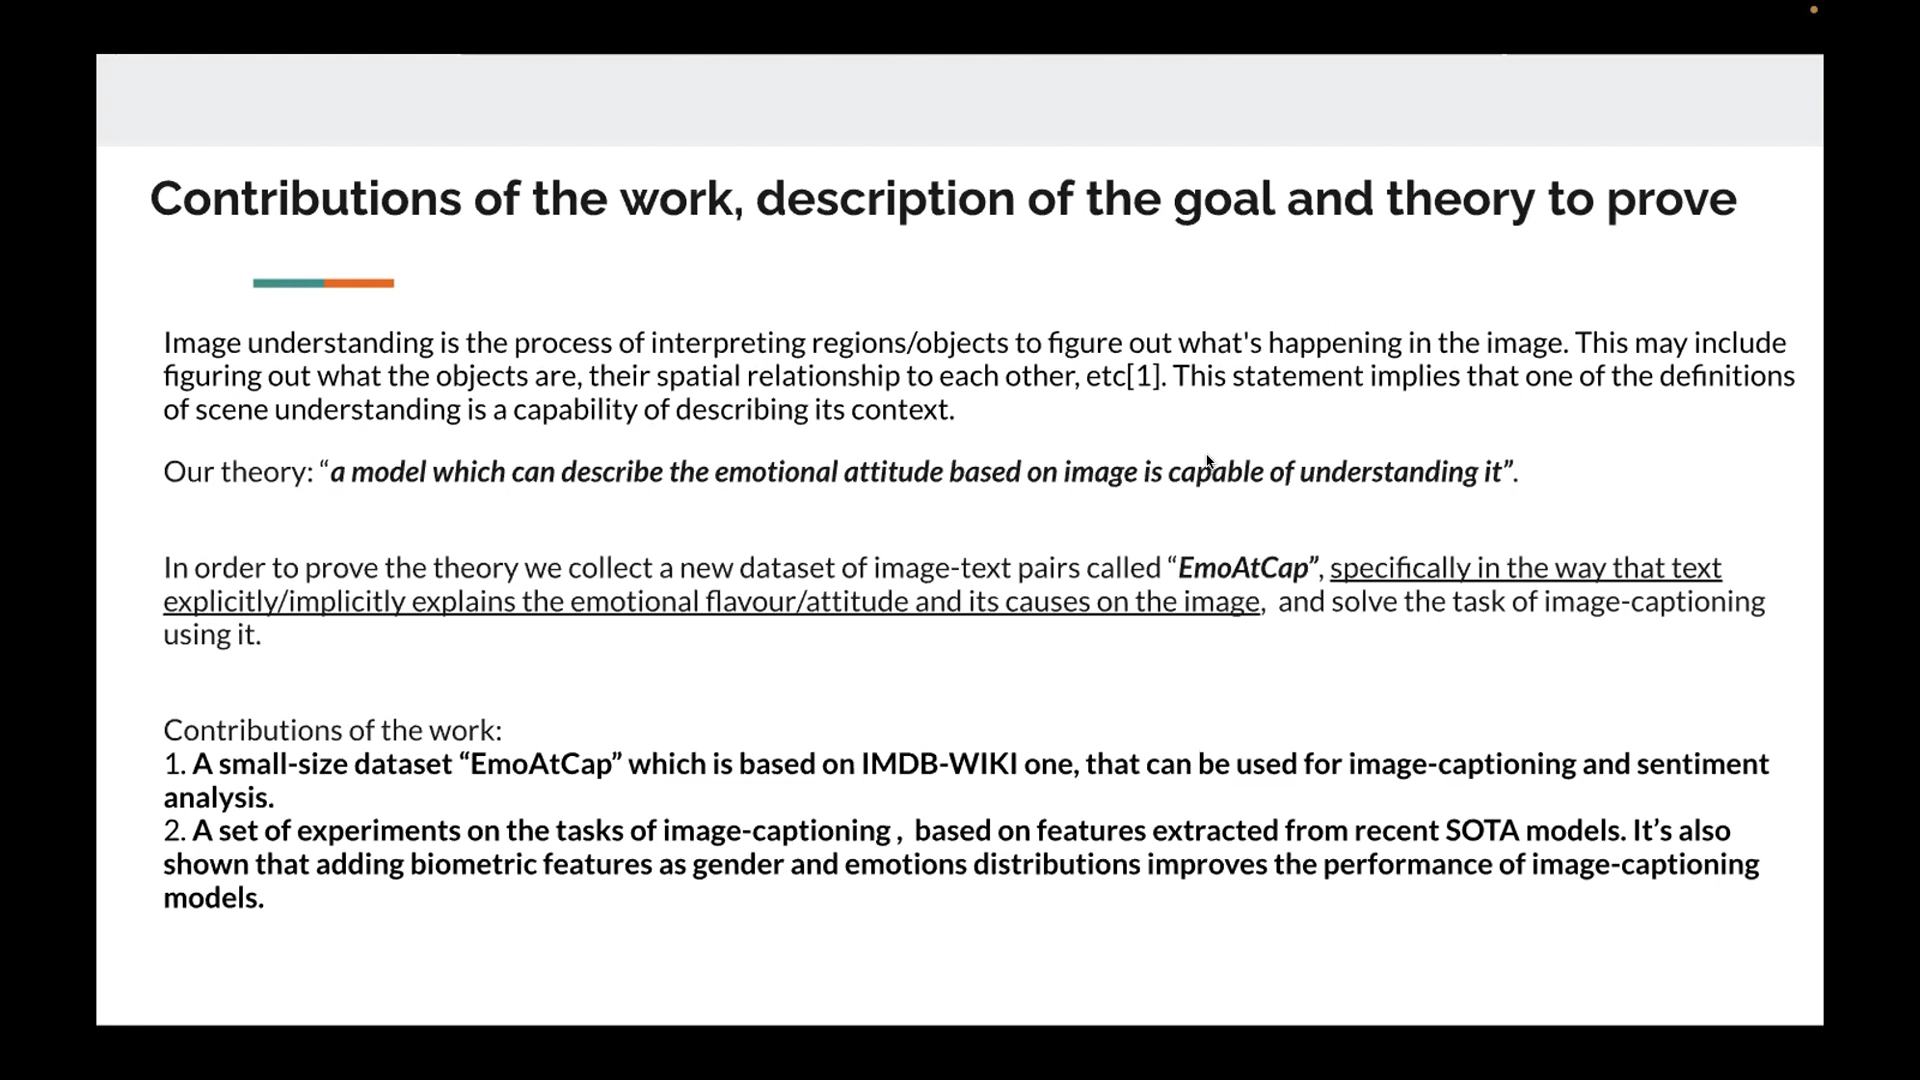 Contributions of the work, description of the goal and theory to prove
Image understanding is the process of interpreting regions/objects to figure out what's happening in the image. This may include
figuring out what the objects are, their spatial relationship to each other, etc[1]. This statement implies that one of the definitions
of scene understanding is a capability of describing its context.
Our theory: “a model which can describe the emotional attitude based on image is capable of understanding it”.
In order to prove the theory we collect a new dataset of image-text pairs called “EmoAtCap”, specifically in the way that text
explicitly/implicitly explains the emotional flavour/attitude and its causes on the image, and solve the task of image-captioning
using it.
Contributions of the work:
1. A small-size dataset “EmoAtCap” which is based on IMDB-WIKI one, that can be used for image-captioning and sentiment
analysis.
2. A set of experiments on the tasks of image-captioning , based on features extracted from recent SOTA models. It’s also
shown that adding biometric features as gender and emotions distributions improves the performance of image-captioning
models.